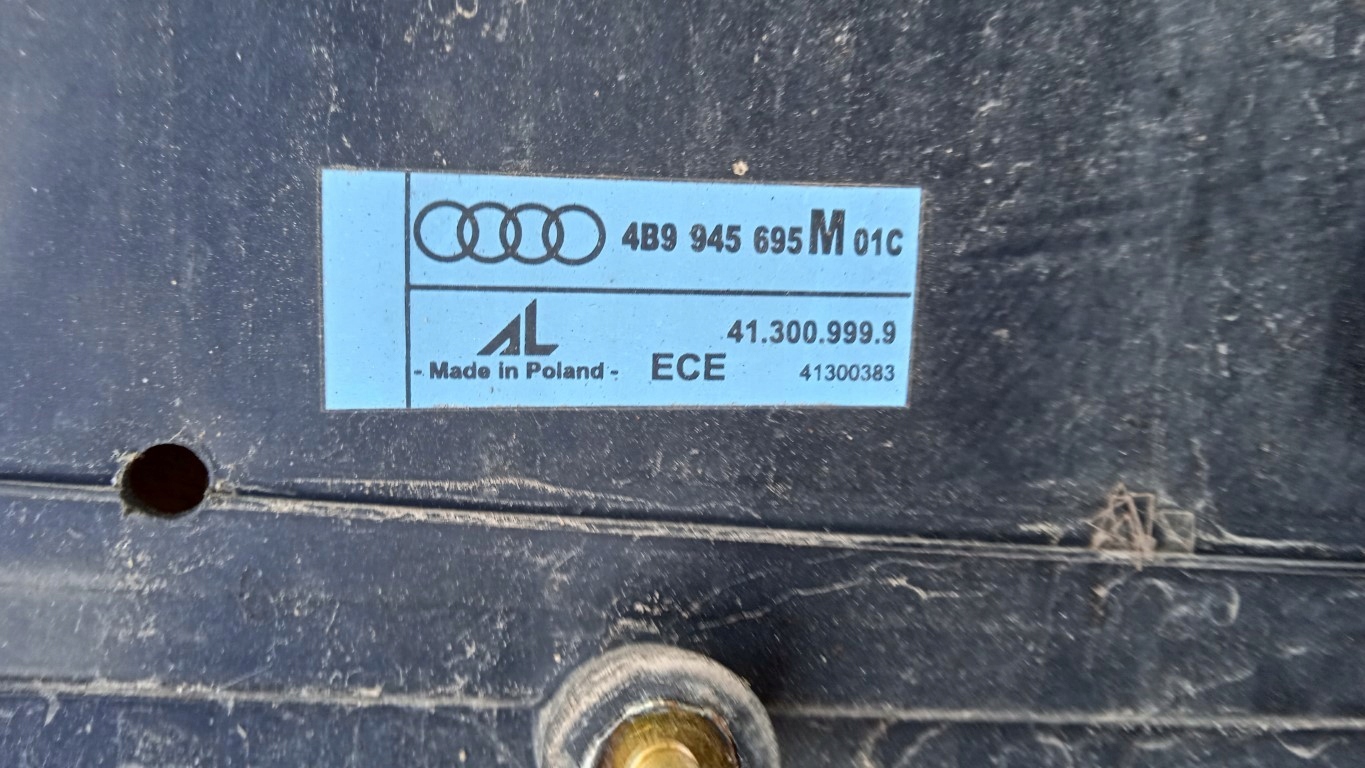 4B9 945 695 M 01C
AL
41.300.999.9
- Made in Poland - ECE 41300383